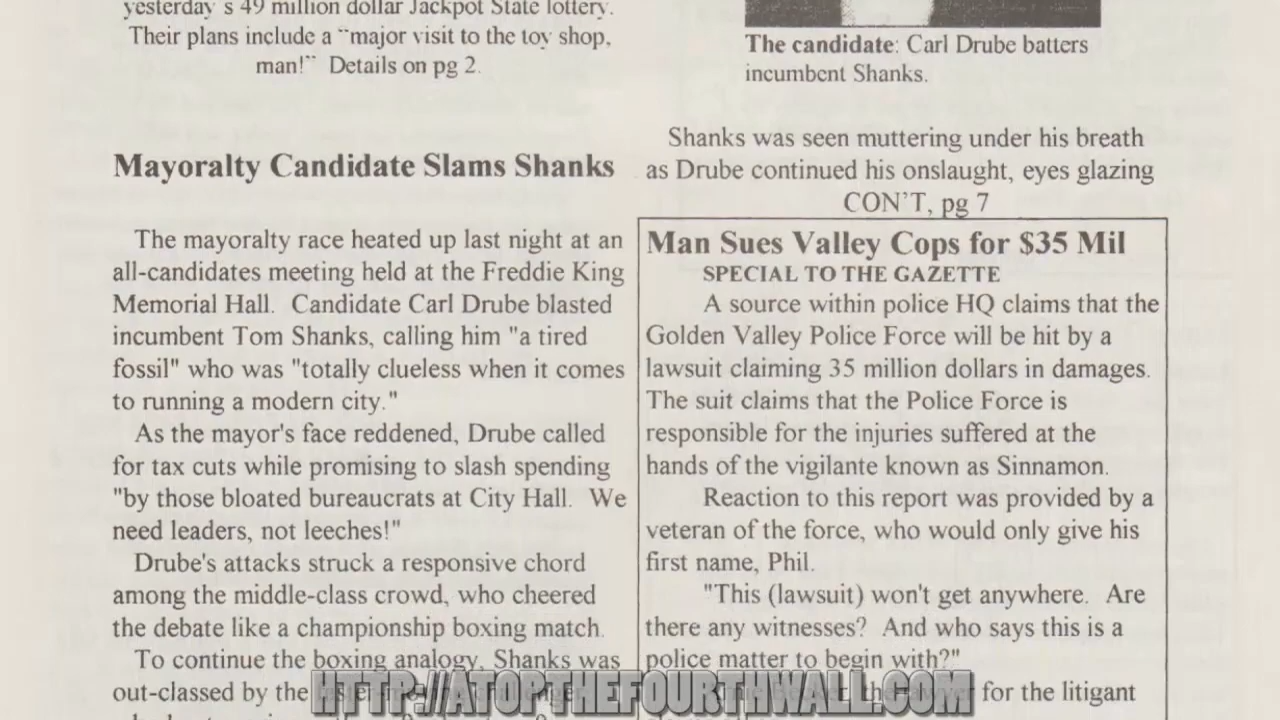 yesterday's 49 million dollar Jackpot State lottery.
Their plans include a "major visit to the toy shop,
man!" Details on pg 2.
Mayoralty Candidate Slams Shanks
The mayoralty race heated up last night at an
all-candidates meeting held at the Freddie King
Memorial Hall. Candidate Carl Drube blasted
incumbent Tom Shanks, calling him "a tired
fossil" who was "totally clueless when it comes
to running a modern city."
As the mayor's face reddened, Drube called
for tax cuts while promising to slash spending
"by those bloated bureaucrats at City Hall. We
need leaders, not leeches!"
Drube's attacks struck a responsive chord
among the middle-class crowd, who cheered
the debate like a championship boxing match.
To continue the boxing analogy, Shanks was
out-classed by the
The candidate: Carl Drube batters
incumbent Shanks.
Shanks was seen muttering under his breath
as Drube continued his onslaught, eyes glazing
CON'T, pg 7
Man Sues Valley Cops for $35 Mil
SPECIAL TO THE GAZETTE
A source within police HQ claims that the
Golden Valley Police Force will be hit by a
lawsuit claiming 35 million dollars in damages.
The suit claims that the Police Force is
responsible for the injuries suffered at the
hands of the vigilante known as Sinnamon.
Reaction to this report was provided by a
veteran of the force, who would only give his
first name, Phil.
"This (lawsuit) won't get anywhere. Are
there any witnesses? And who says this is a
police matter to begin with?"
the lawyer for the litigant
HTTP://ATOPTHEFOURTHWALL.COM